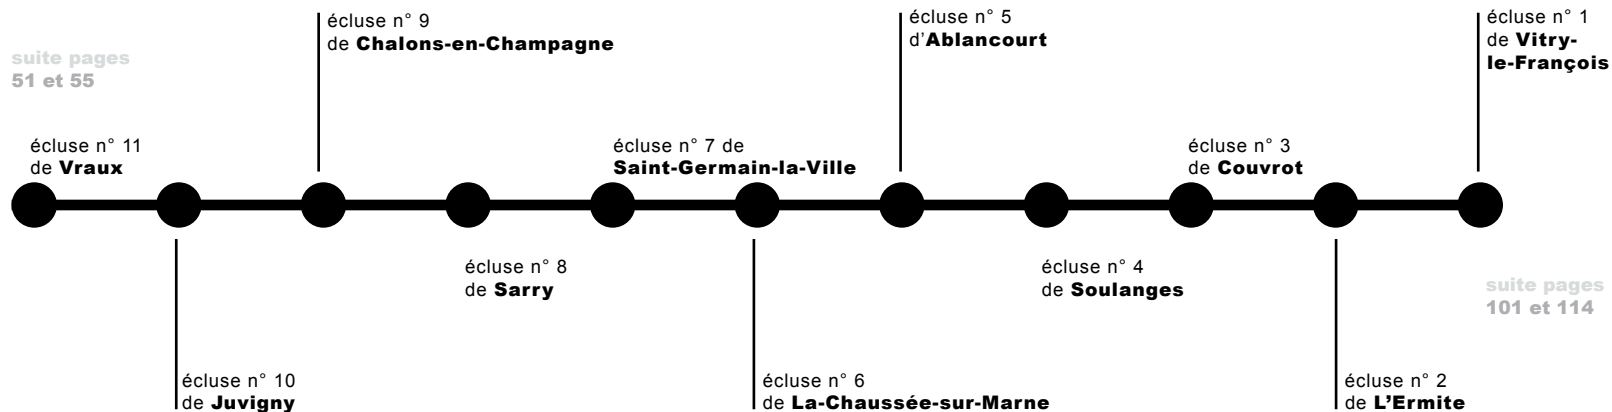 suite pages
51 et 55
écluse n° 11
de Vraux
écluse n° 10
de Juvigny
écluse n° 9
de Chalons-en-Champagne
écluse n° 8
de Sarry
écluse n° 7 de
Saint-Germain-la-Ville
écluse n° 6
de La-Chaussée-sur-Marne
écluse n° 5
d'Ablancourt
écluse n° 4
de Soulanges
écluse n° 3
de Couvrot
écluse n° 2
de L'Ermite
écluse n° 1
de Vitry-
le-François
suite pages
101 et 114